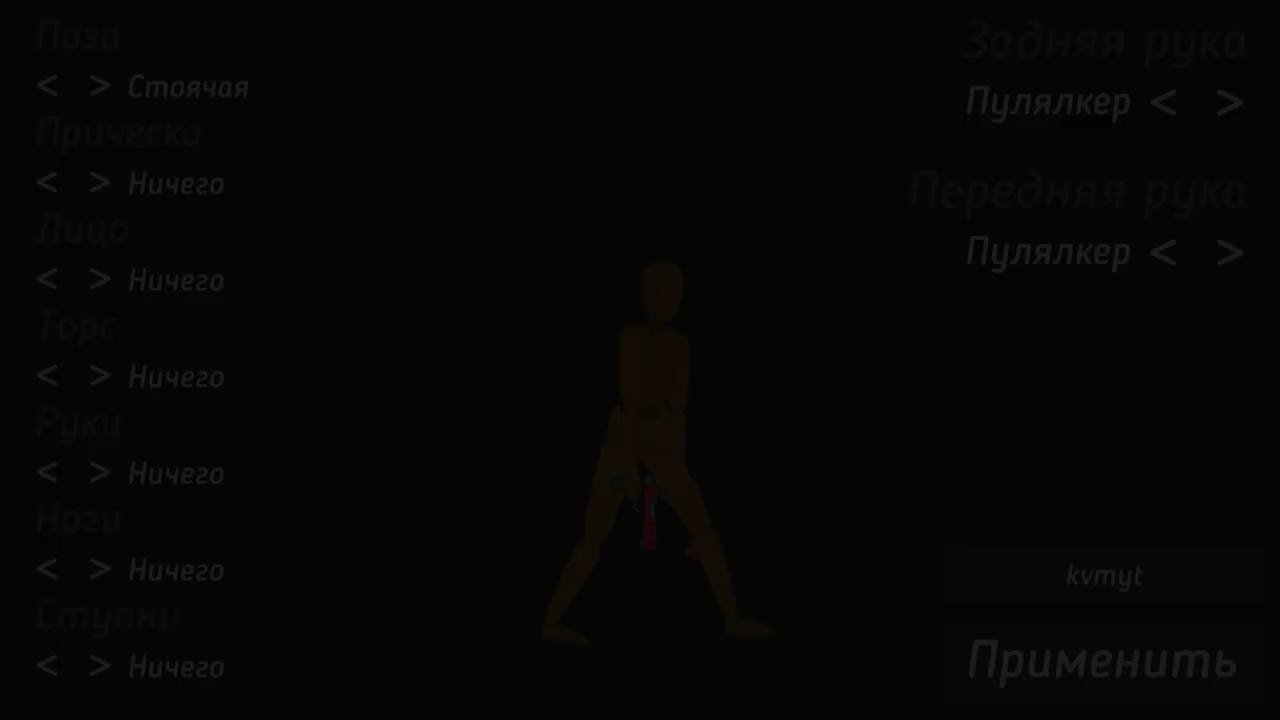 Поза
< > Стоячая
Прическа
< > Ничего
Лицо
< > Ничего
Торс
< > Ничего
Руки
< > Ничего
Ноги
< > Ничего
Ступни
< > Ничего
Задняя рука
Пулялкер < >
Передняя рука
Пулялкер < >
kvmyt
Применить